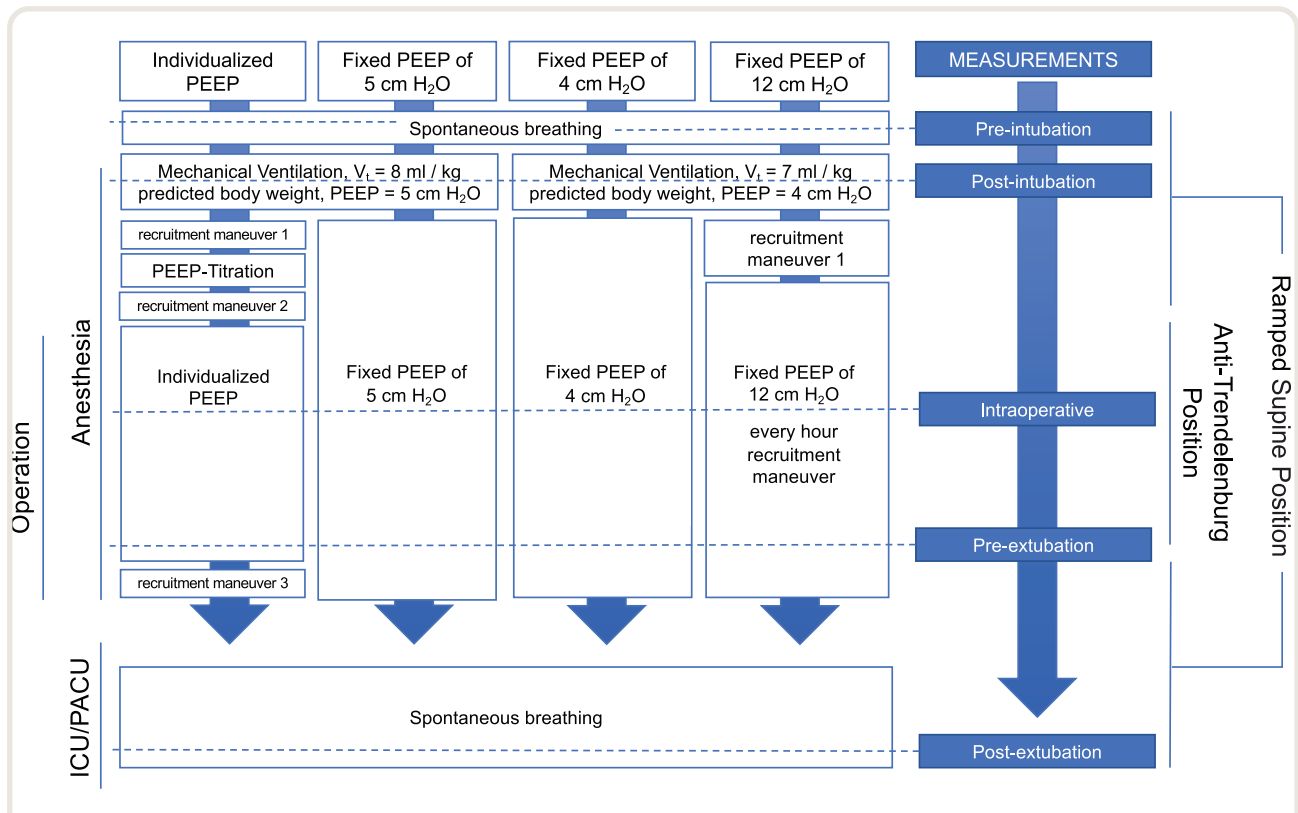 Individualized
PEEP
Fixed PEEP of
5 cm H₂O
Fixed PEEP of
4 cm H₂O
Fixed PEEP of
12 cm H₂O
MEASUREMENTS
Spontaneous breathing
Pre-intubation
Mechanical Ventilation, Vₜ = 8 ml / kg
predicted body weight, PEEP = 5 cm H₂O
Mechanical Ventilation, Vₜ = 7 ml / kg
predicted body weight, PEEP = 4 cm H₂O
Post-intubation
recruitment maneuver 1
PEEP-Titration
recruitment maneuver 2
recruitment
maneuver 1
Individualized
PEEP
Fixed PEEP of
5 cm H₂O
Fixed PEEP of
4 cm H₂O
Fixed PEEP of
12 cm H₂O
every hour
recruitment
maneuver
Intraoperative
Pre-extubation
recruitment maneuver 3
Spontaneous breathing
Post-extubation
Operation
Anesthesia
ICU/PACU
Anti-Trendelenburg
Position
Ramped Supine Position